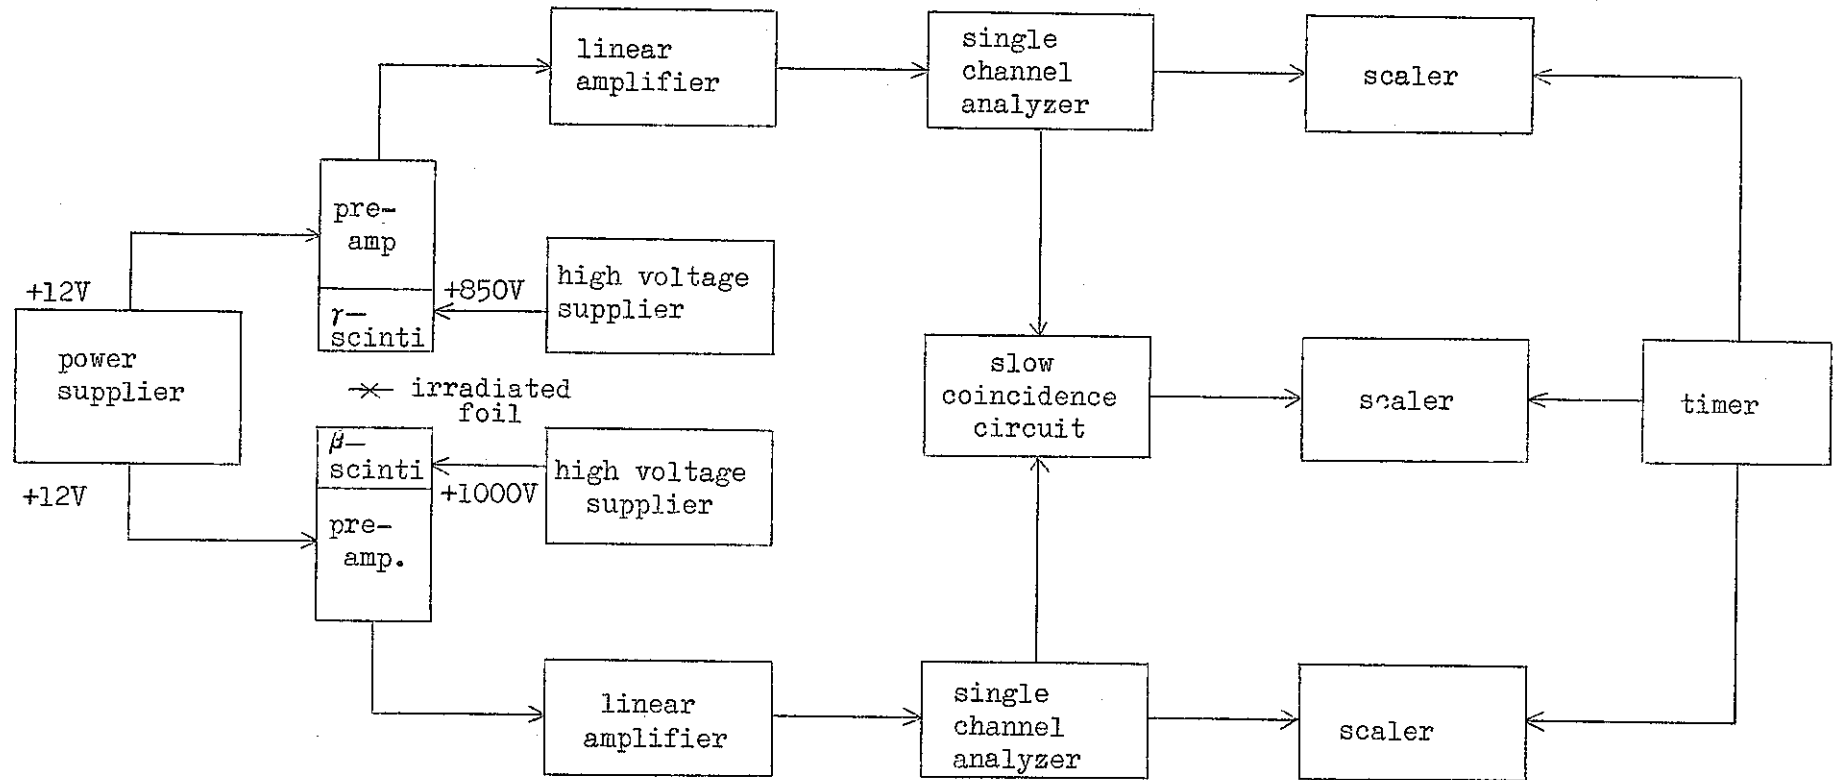 linear
amplifier
single
channel
analyzer
scaler
pre-
amp
γ-
scinti
+850V
high voltage
supplier
+12V
power
supplier
+12V
irradiated
foil
β-
scinti
pre-
amp.
+1000V
high voltage
supplier
slow
coincidence
circuit
scaler
timer
linear
amplifier
single
channel
analyzer
scaler